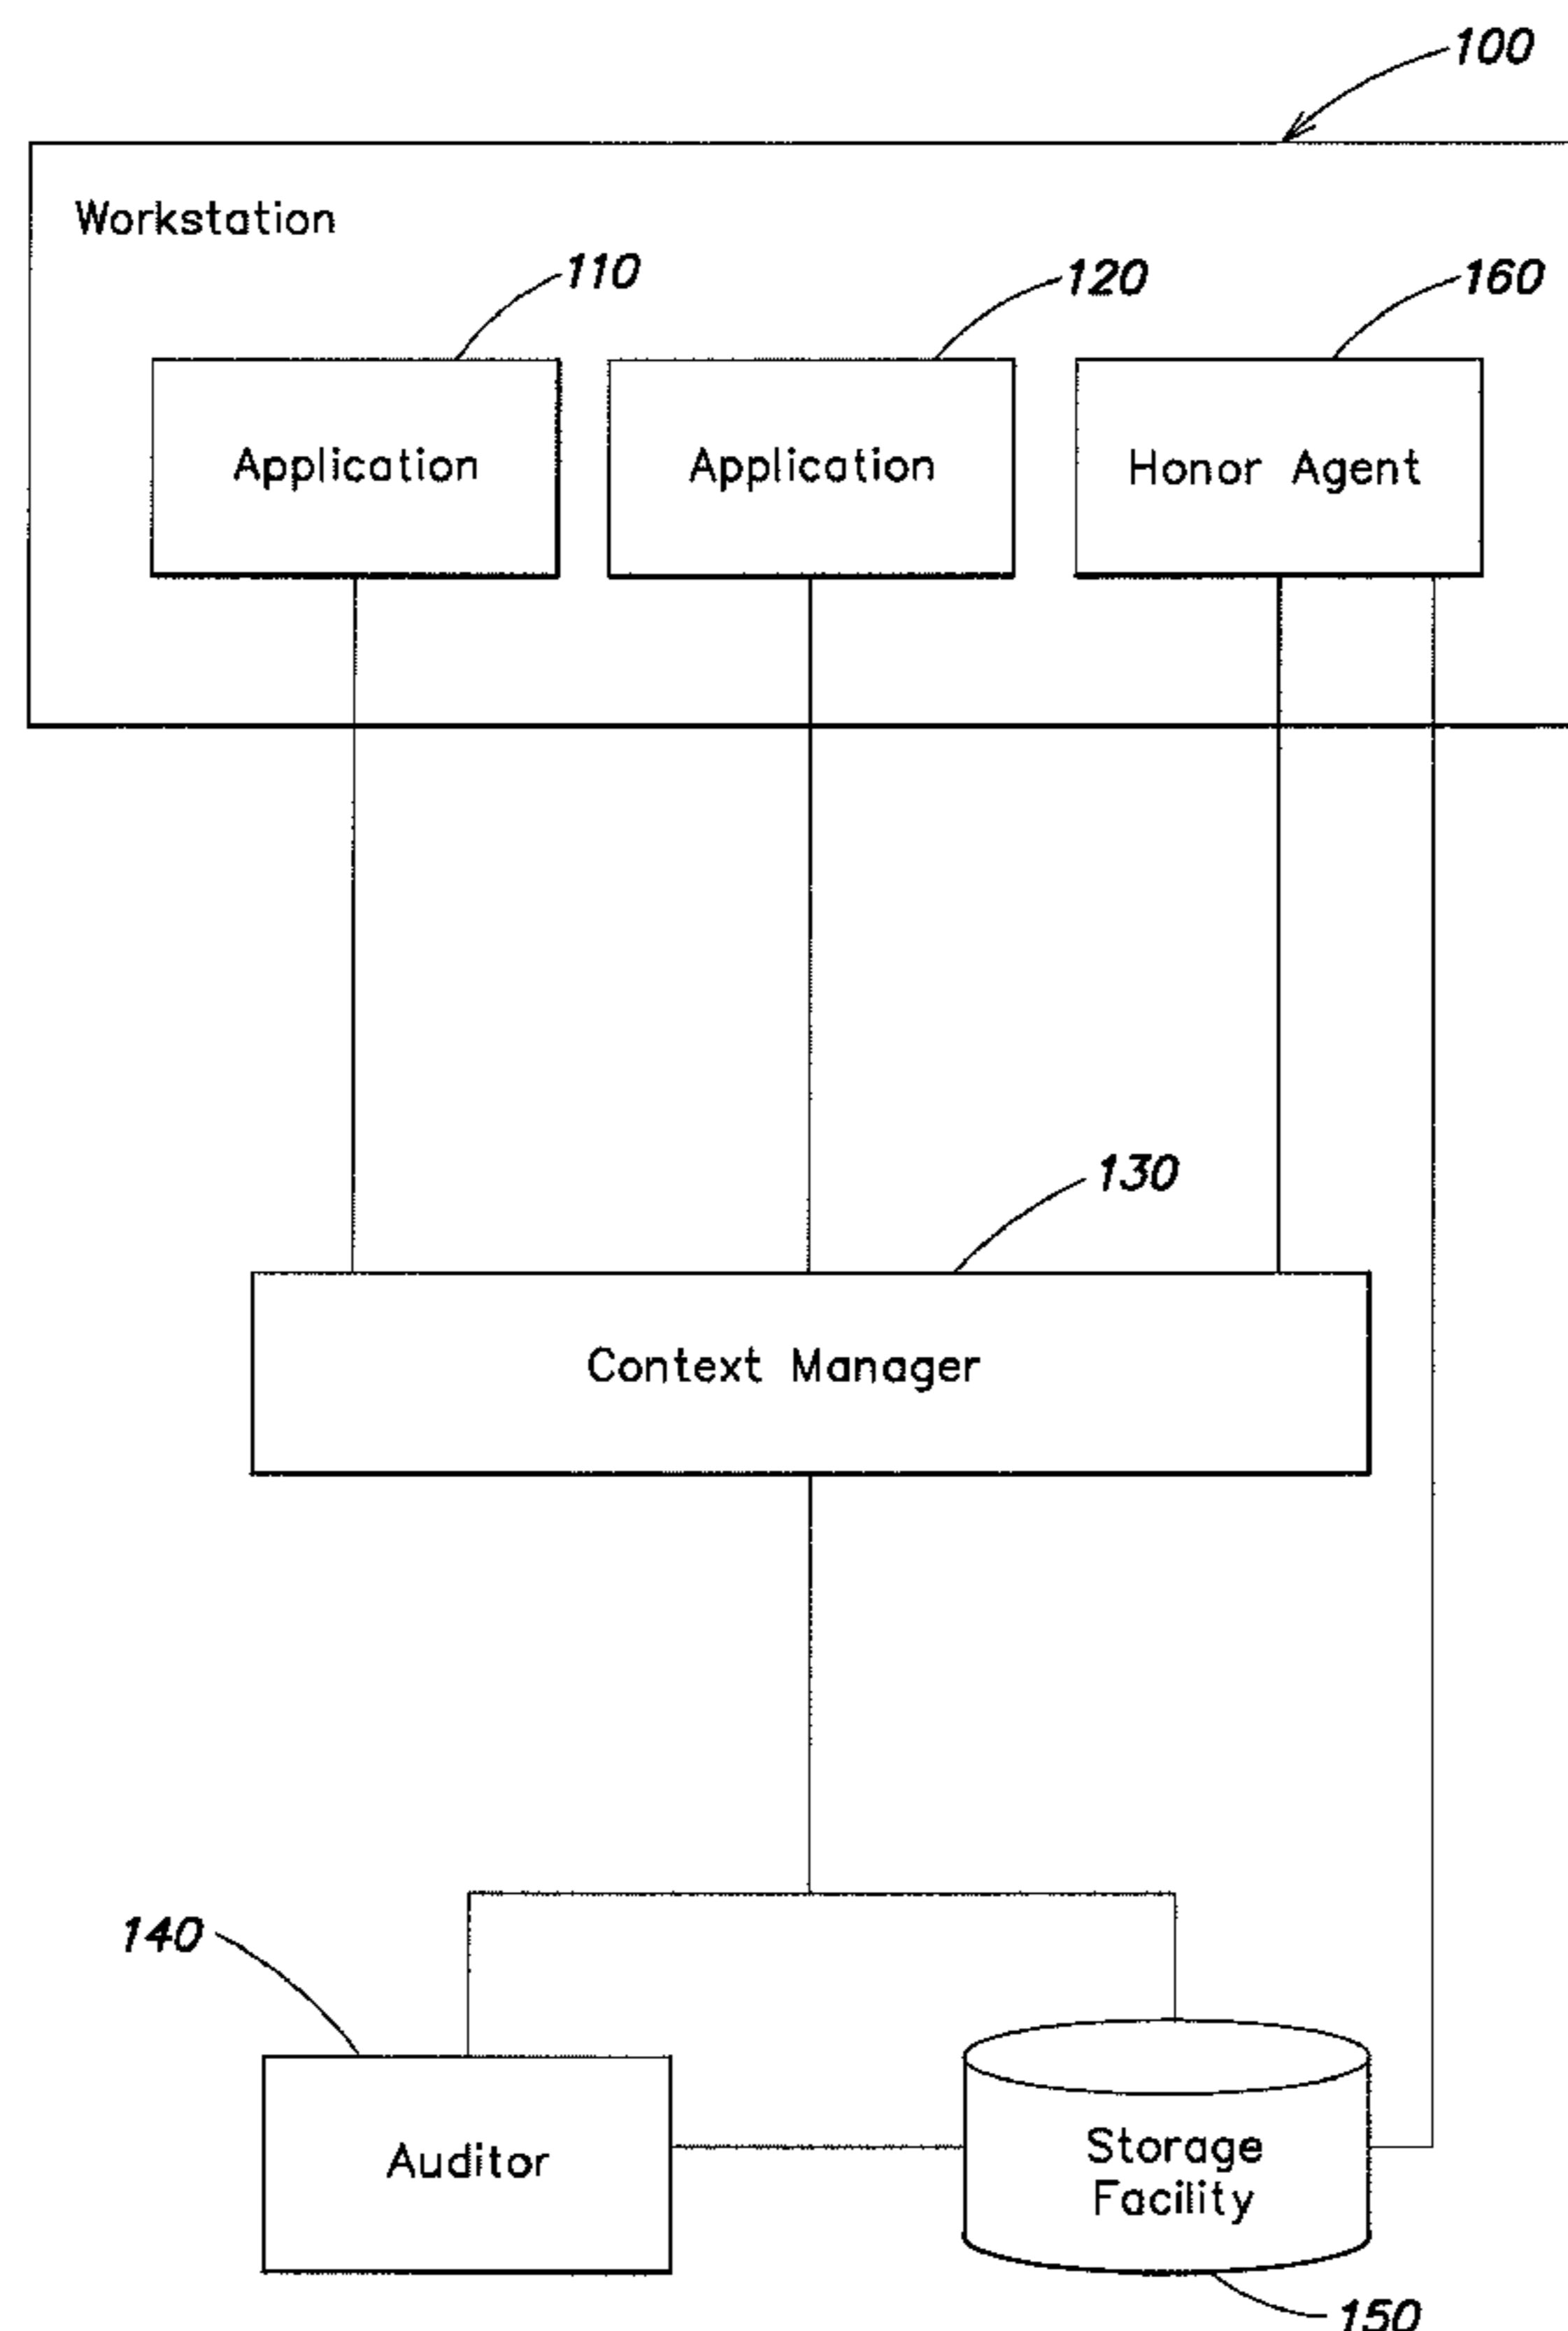 100
Workstation
110
120
160
Application
Application
Honor Agent
130
Context Manager
140
Auditor
Storage
Facility
150